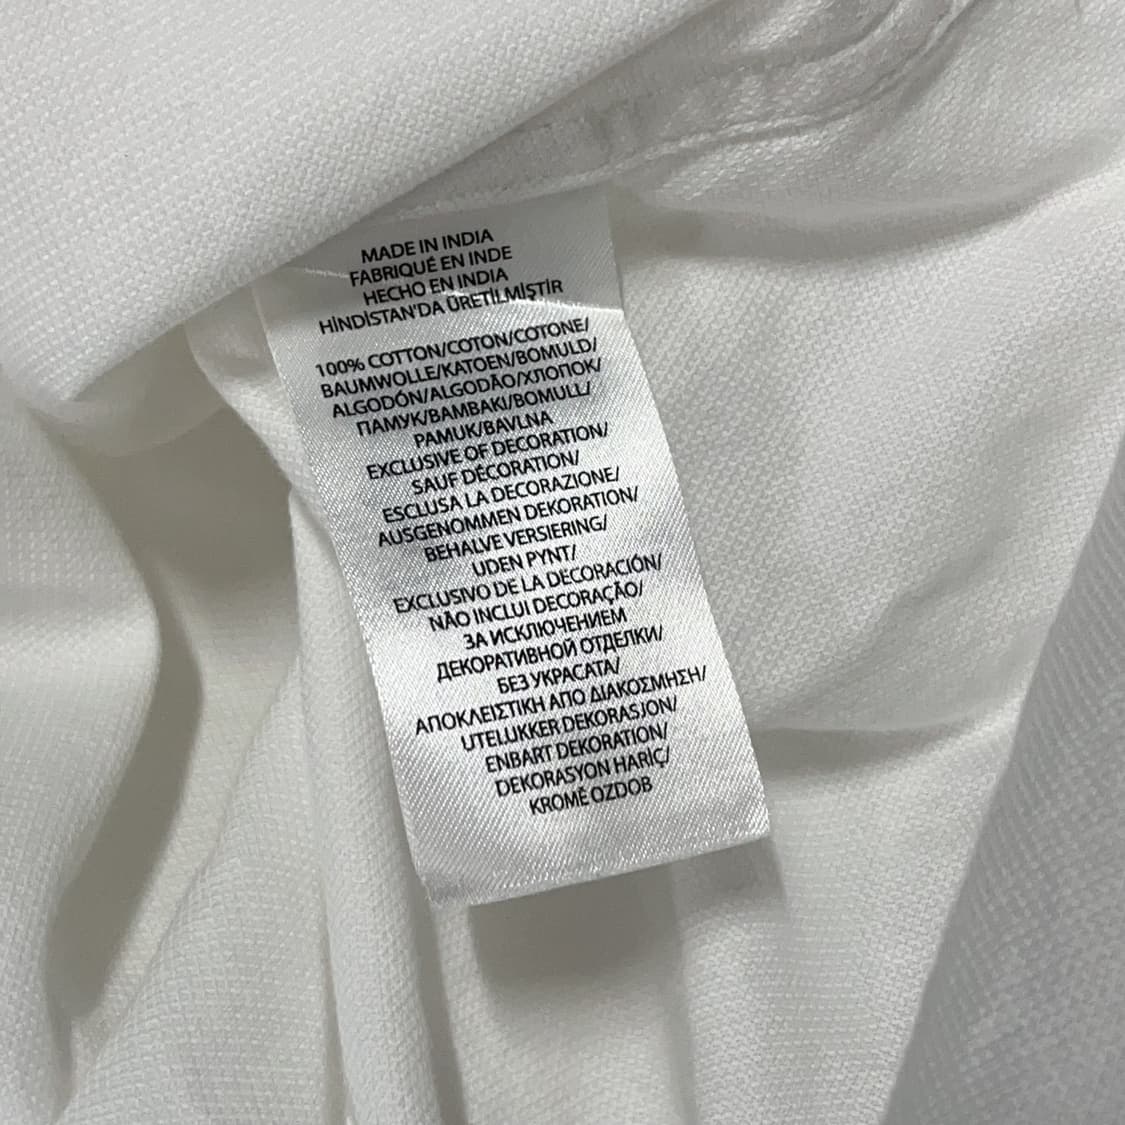 MADE IN INDIA
FABRIQUÉ EN INDE
HECHO EN INDIA
HİNDİSTAN'DA ÜRETİLMİŞTİR
100% COTTON/COTON/COTONE/
BAUMWOLLE/KATOEN/BOMULD/
ALGODÓN/ALGODÃO/ХЛОПОК/
ПАМУК/BAMBAKI/BOMULL/
PAMUK/BAVLNA
EXCLUSIVE OF DECORATION/
SAUF DÉCORATION/
ESCLUSA LA DECORAZIONE/
AUSGENOMMEN DEKORATION/
BEHALVE VERSIERING/
UDEN PYNT/
EXCLUSIVO DE LA DECORACIÓN/
NÃO INCLUI DECORAÇÃO/
ЗА ИСКЛЮЧЕНИЕМ
ДЕКОРАТИВНОЙ ОТДЕЛКИ/
БЕЗ УКРАСАТА/
ΑΠΟΚΛΕΙΣΤΙΚΗ ΑΠΟ ΔΙΑΚΟΣΜΗΣΗ/
UTELUKKER DEKORASJON/
ENBART DEKORATION/
DEKORASYON HARİÇ/
KROMĚ OZDOB